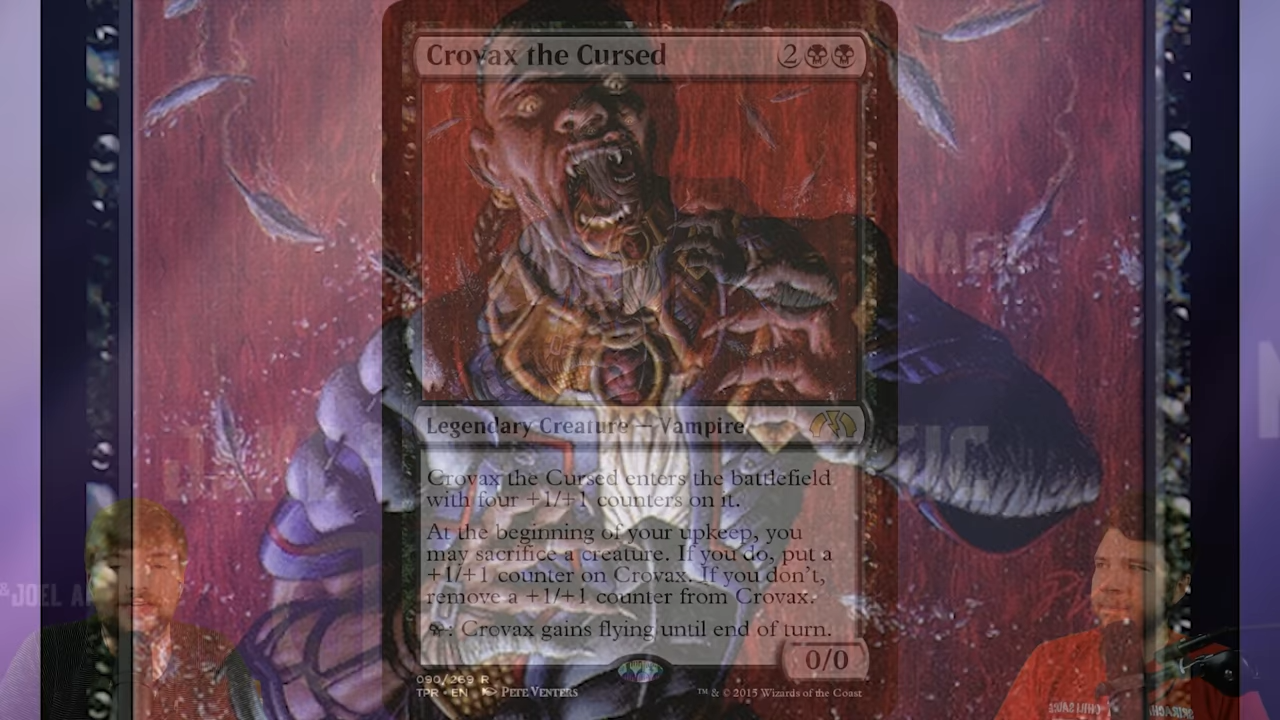 Crovax the Cursed 2
MAGIC
Legendary Creature — Vampire
Crovax the Cursed enters the battlefield
with four +1/+1 counters on it.
At the beginning of your upkeep, you
may sacrifice a creature. If you do, put a
+1/+1 counter on Crovax. If you don't,
remove a +1/+1 counter from Crovax.
: Crovax gains flying until end of turn.
0/0
& JOEL
090/269 R
TPR • EN PETE VENTERS
™ & © 2015 Wizards of the Coast